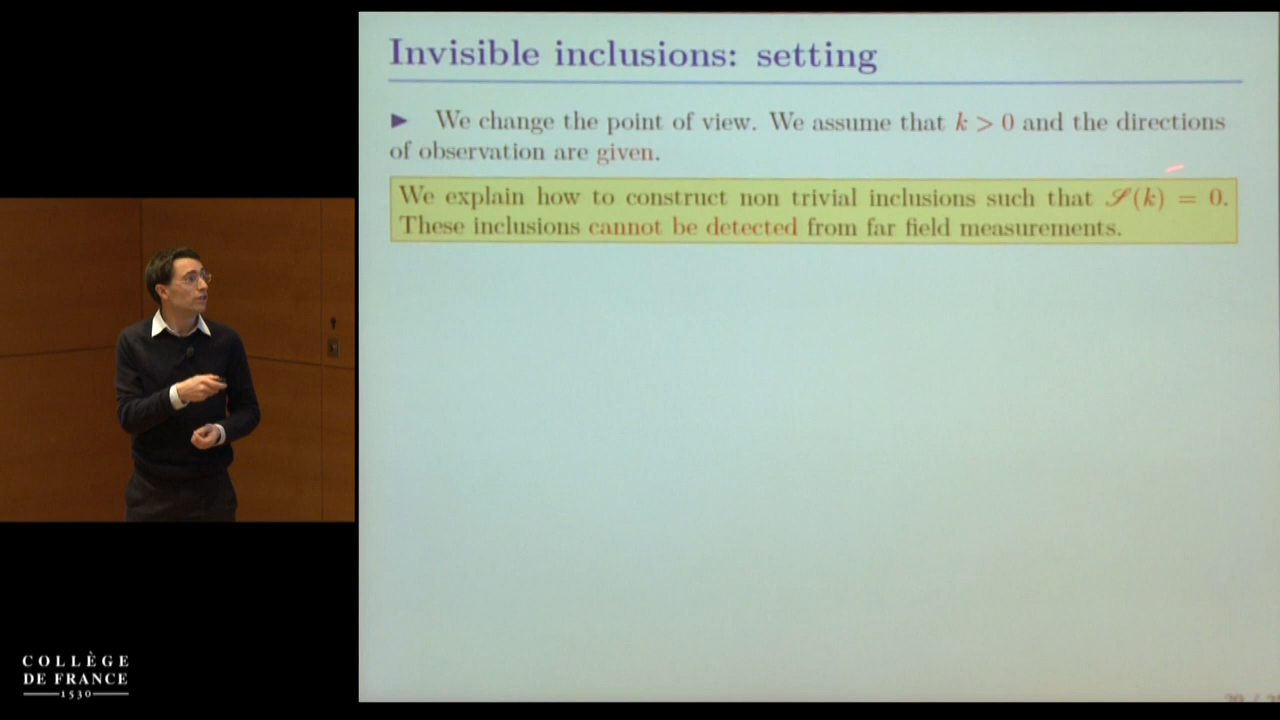 Invisible inclusions: setting
► We change the point of view. We assume that k > 0 and the directions
of observation are given.
We explain how to construct non trivial inclusions such that 𝒮(k) = 0.
These inclusions cannot be detected from far field measurements.
COLLÈGE
DE FRANCE
1530